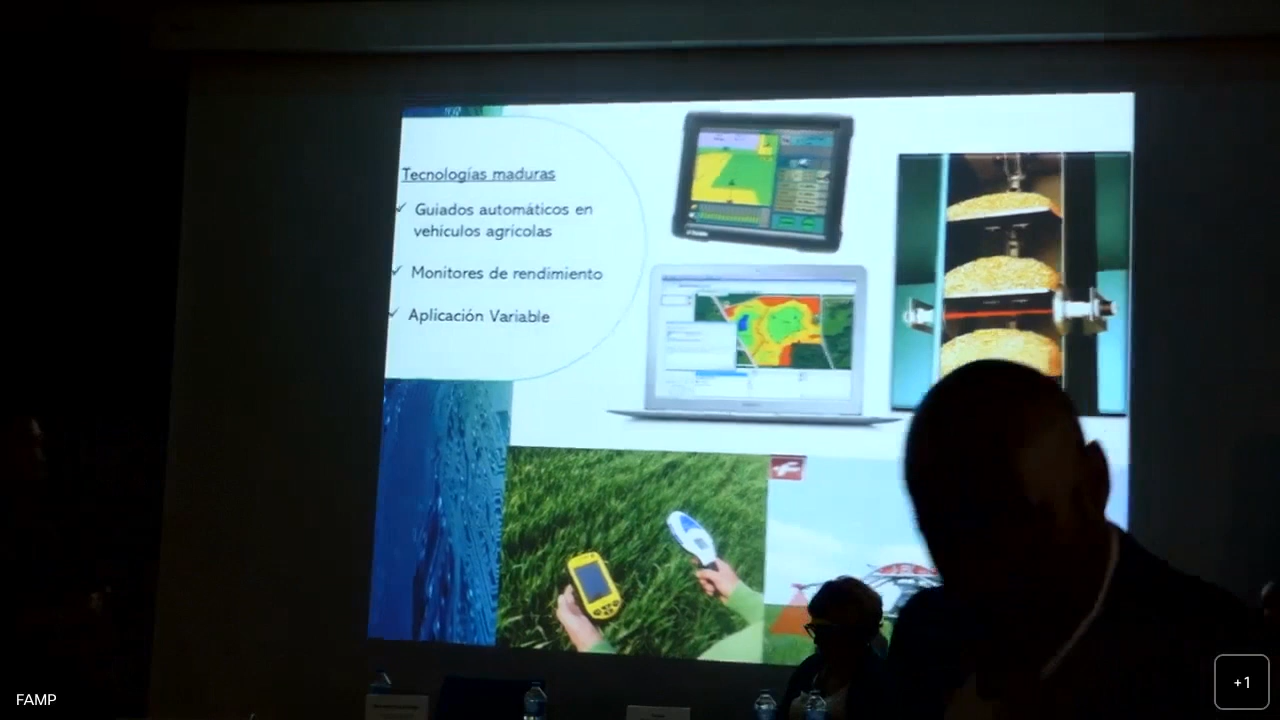 Tecnologías maduras
✓ Guiados automáticos en
vehículos agrícolas
✓ Monitores de rendimiento
✓ Aplicación Variable
FAMP
+1